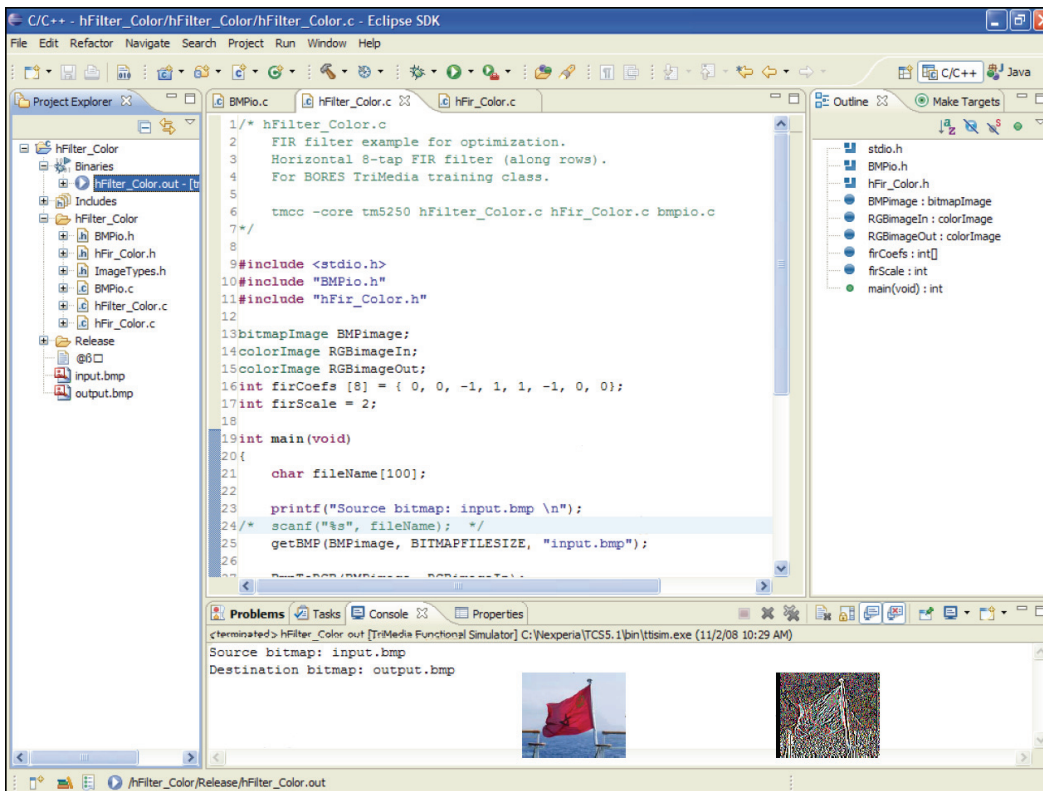 C/C++ - hFilter_Color/hFilter_Color/hFilter_Color.c - Eclipse SDK
File Edit Refactor Navigate Search Project Run Window Help
C/C++ Java
Project Explorer
hFilter_Color
Binaries
hFilter_Color.out - [t
Includes
hFilter_Color
BMPio.h
hFir_Color.h
ImageTypes.h
BMPio.c
hFilter_Color.c
hFir_Color.c
Release
@6□
input.bmp
output.bmp
BMPio.c hFilter_Color.c hFir_Color.c
1/* hFilter_Color.c
2 FIR filter example for optimization.
3 Horizontal 8-tap FIR filter (along rows).
4 For BORES TriMedia training class.
5
6 tmcc -core tm5250 hFilter_Color.c hFir_Color.c bmpio.c
7*/
8
9#include <stdio.h>
10#include "BMPio.h"
11#include "hFir_Color.h"
12
13bitmapImage BMPimage;
14colorImage RGBimageIn;
15colorImage RGBimageOut;
16int firCoefs [8] = { 0, 0, -1, 1, 1, -1, 0, 0};
17int firScale = 2;
18
19int main(void)
20{
21 char fileName[100];
22
23 printf("Source bitmap: input.bmp \n");
24/* scanf("%s", fileName); */
25 getBMP(BMPimage, BITMAPFILESIZE, "input.bmp");
26
27 BmpToRGB(BMPimage, RGBimageIn);
Outline Make Targets
stdio.h
BMPio.h
hFir_Color.h
BMPimage : bitmapImage
RGBimageIn : colorImage
RGBimageOut : colorImage
firCoefs : int[]
firScale : int
main(void) : int
Problems Tasks Console Properties
<terminated> hFilter_Color out [TriMedia Functional Simulator] C:\Nexperia\TCS5.1\bin\ttisim.exe (11/2/08 10:29 AM)
Source bitmap: input.bmp
Destination bitmap: output.bmp
/hFilter_Color/Release/hFilter_Color.out